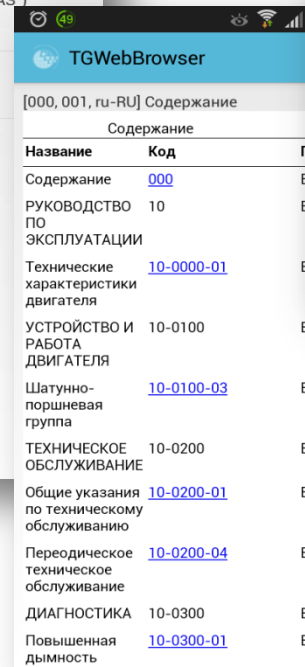 49
TGWebBrowser
[000, 001, ru-RU] Содержание
Содержание
Название Код
Содержание 000
РУКОВОДСТВО 10
ПО
ЭКСПЛУАТАЦИИ
Технические 10-0000-01
характеристики
двигателя
УСТРОЙСТВО И 10-0100
РАБОТА
ДВИГАТЕЛЯ
Шатунно- 10-0100-03
поршневая
группа
ТЕХНИЧЕСКОЕ 10-0200
ОБСЛУЖИВАНИЕ
Общие указания 10-0200-01
по техническому
обслуживанию
Переодическое 10-0200-04
техническое
обслуживание
ДИАГНОСТИКА 10-0300
Повышенная 10-0300-01
дымность